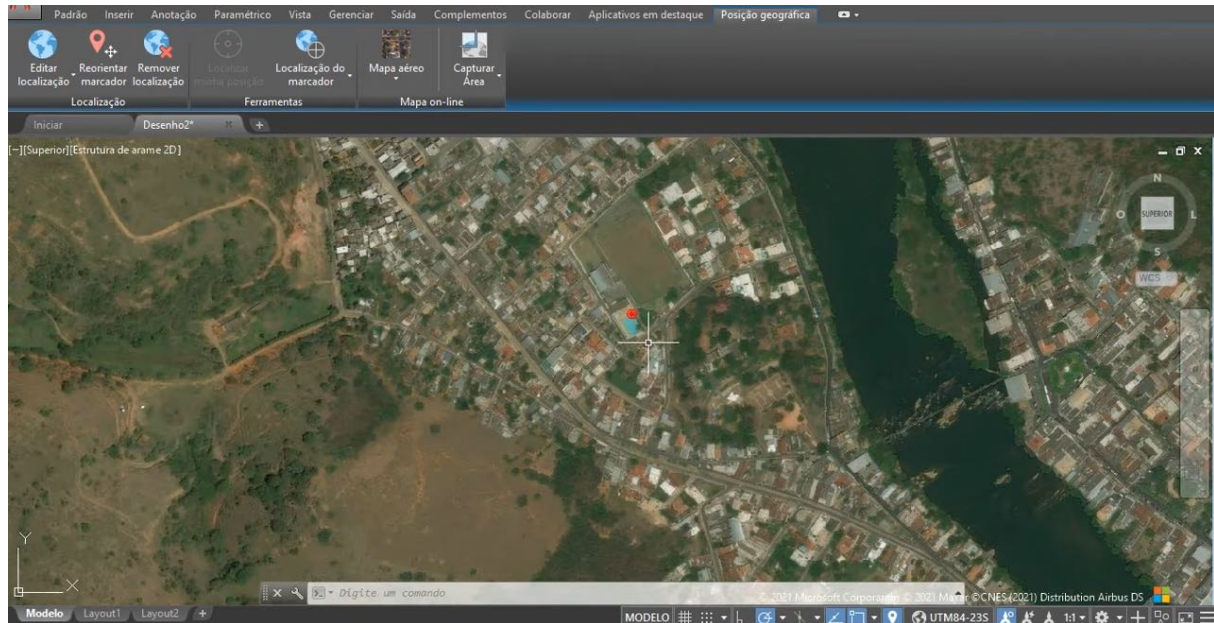 Padrão Inserir Anotação Paramétrico Vista Gerenciar Saída Complementos Colaborar Aplicativos em destaque Posição geográfica
Editar localização Reorientar marcador Remover localização Localizar minha posição Localização do marcador Mapa aéreo Capturar Área
Localização Ferramentas Mapa on-line
Iniciar Desenho2*
[−][Superior][Estrutura de arame 2D]
N
O SUPERIOR L
S
WCS
Y
X
Digite um comando
© 2021 Microsoft Corporation © 2021 Maxar ©CNES (2021) Distribution Airbus DS
Modelo Layout1 Layout2 +
MODELO UTM84-23S 1:1